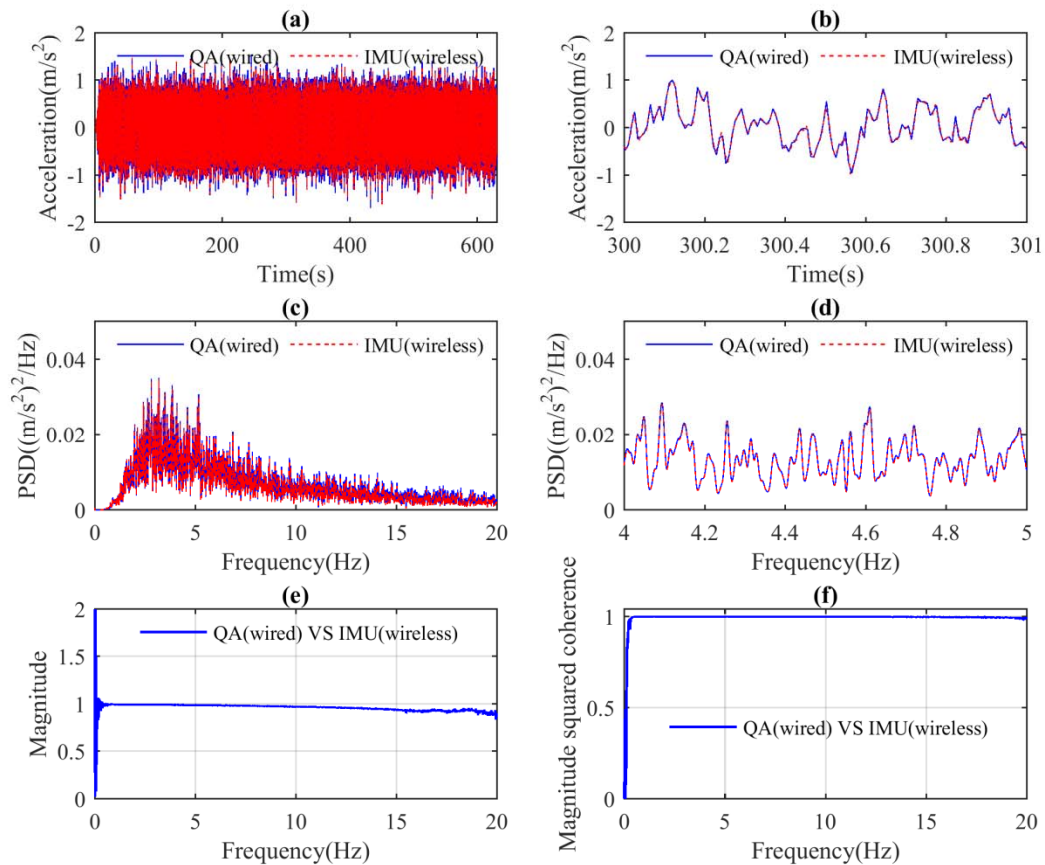 (a)
QA(wired) IMU(wireless)
Acceleration(m/s²)
2
1
0
-1
-2
0 200 400 600
Time(s)
(b)
QA(wired) IMU(wireless)
Acceleration(m/s²)
2
1
0
-1
-2
300 300.2 300.4 300.6 300.8 301
Time(s)
(c)
QA(wired) IMU(wireless)
PSD((m/s²)²/Hz)
0.04
0.02
0
0 5 10 15 20
Frequency(Hz)
(d)
QA(wired) IMU(wireless)
PSD((m/s²)²/Hz)
0.04
0.02
0
4 4.2 4.4 4.6 4.8 5
Frequency(Hz)
(e)
QA(wired) VS IMU(wireless)
Magnitude
2
1.5
1
0.5
0
0 5 10 15 20
Frequency(Hz)
(f)
QA(wired) VS IMU(wireless)
Magnitude squared coherence
1
0.5
0
0 5 10 15 20
Frequency(Hz)